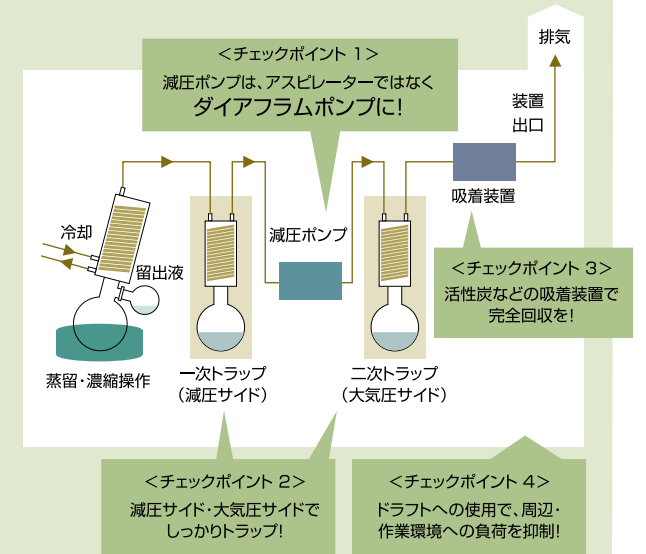 排気
＜チェックポイント 1＞
減圧ポンプは、アスピレーターではなく
ダイアフラムポンプに!
装置
出口
吸着装置
冷却
減圧ポンプ
留出液
＜チェックポイント 3＞
活性炭などの吸着装置で
完全回収を!
蒸留・濃縮操作
一次トラップ
（減圧サイド）
二次トラップ
（大気圧サイド）
＜チェックポイント 2＞
減圧サイド・大気圧サイドで
しっかりトラップ!
＜チェックポイント 4＞
ドラフトへの使用で、周辺・
作業環境への負荷を抑制!